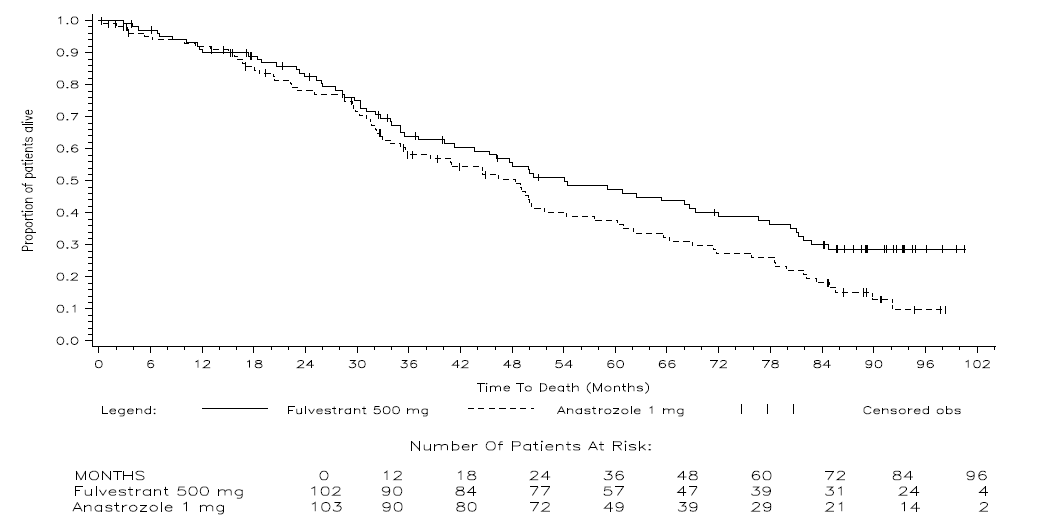 Proportion of patients alive
1.0
0.9
0.8
0.7
0.6
0.5
0.4
0.3
0.2
0.1
0.0
0 6 12 18 24 30 36 42 48 54 60 66 72 78 84 90 96 102
Time To Death (Months)
Legend: Fulvestrant 500 mg Anastrozole 1 mg Censored obs
Number Of Patients At Risk:
MONTHS 0 12 18 24 36 48 60 72 84 96
Fulvestrant 500 mg 102 90 84 77 57 47 39 31 24 4
Anastrozole 1 mg 103 90 80 72 49 39 29 21 14 2